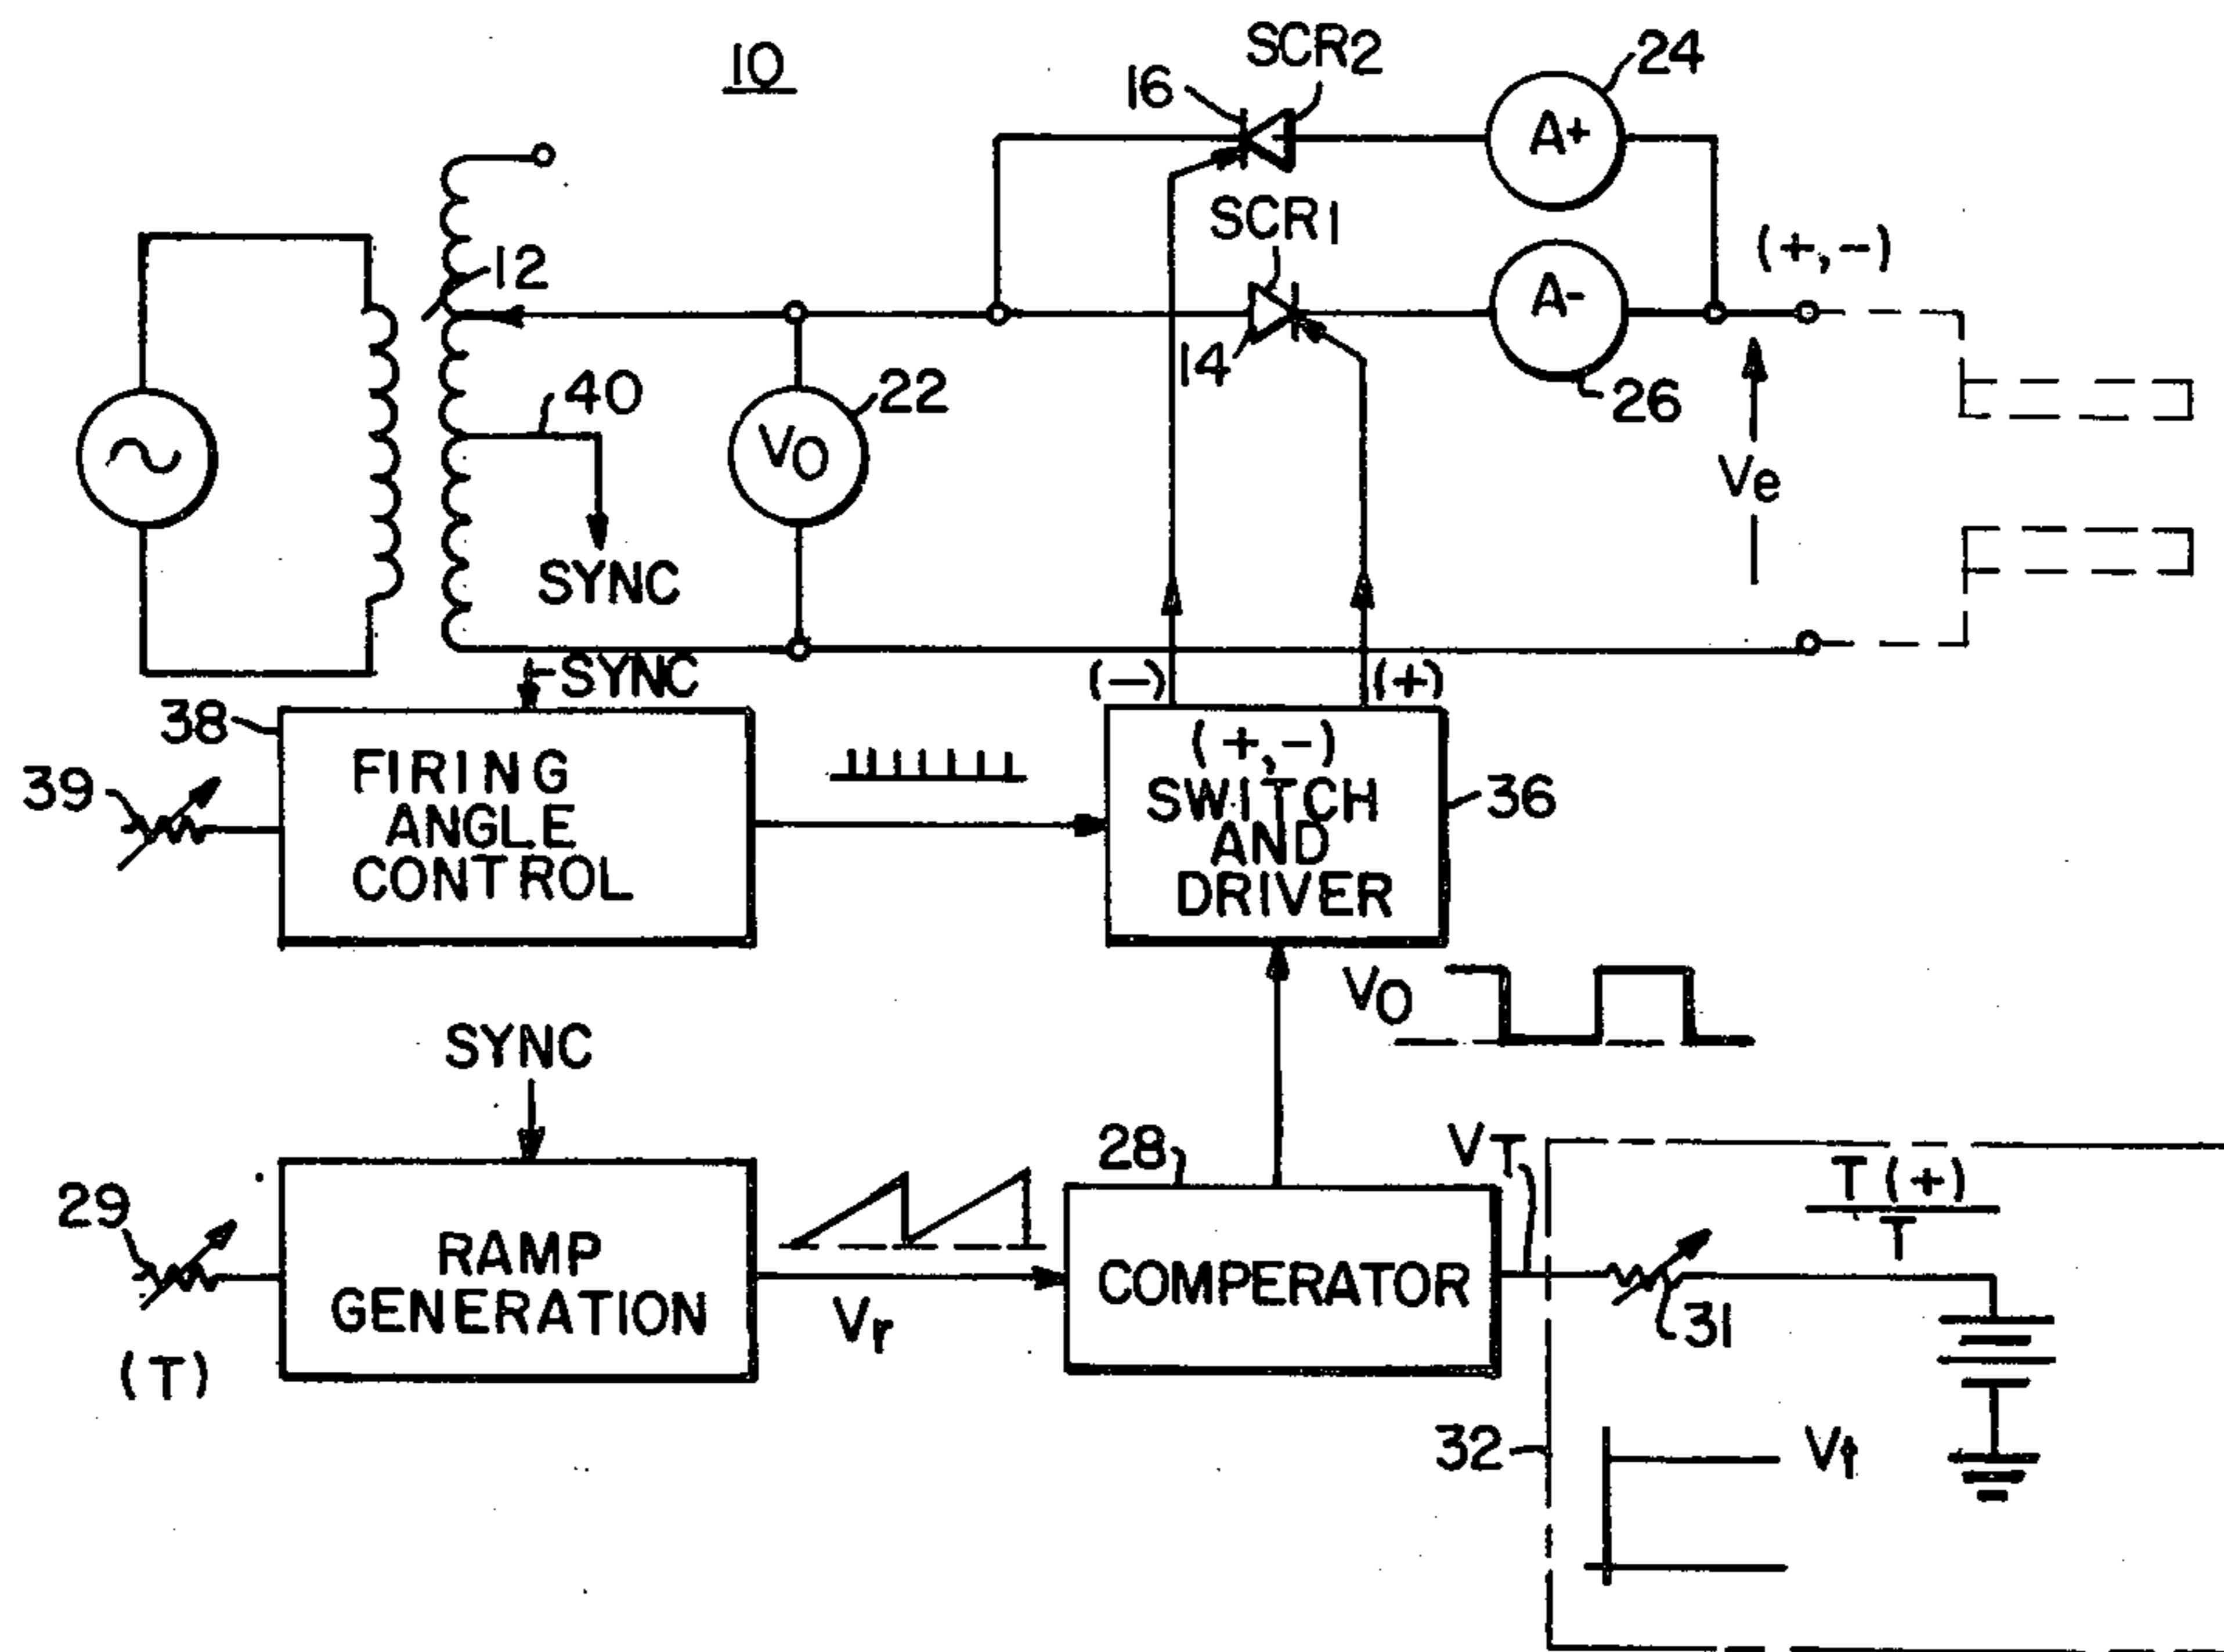 10
SCR2
16
24
A+
SCR1
12
(+,-)
A-
14
26
40
22
VO
Ve
SYNC
SYNC
(-)
(+)
38
FIRING
ANGLE
CONTROL
39
(+,-)
SWITCH
AND
DRIVER
36
VO
SYNC
28
VT
T(+)
T
29
RAMP
GENERATION
(T)
Vr
COMPERATOR
31
32
Vt